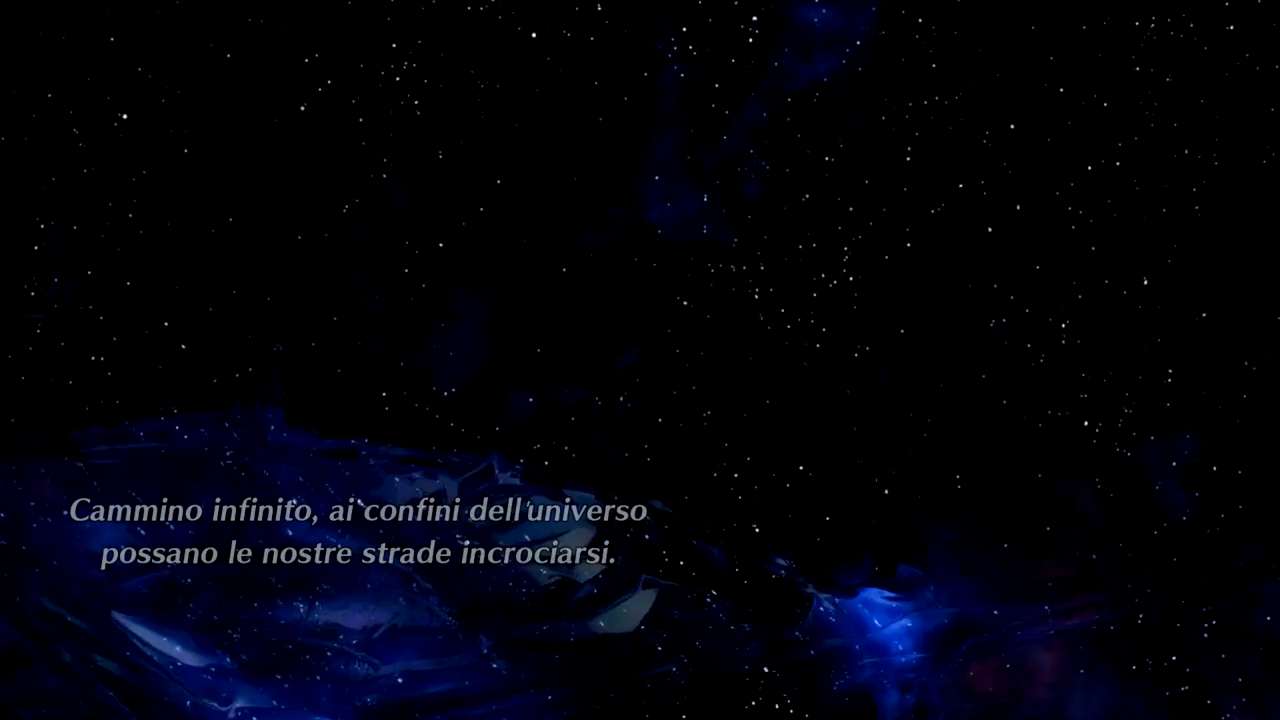 Cammino infinito, ai confini dell'universo
possano le nostre strade incrociarsi.